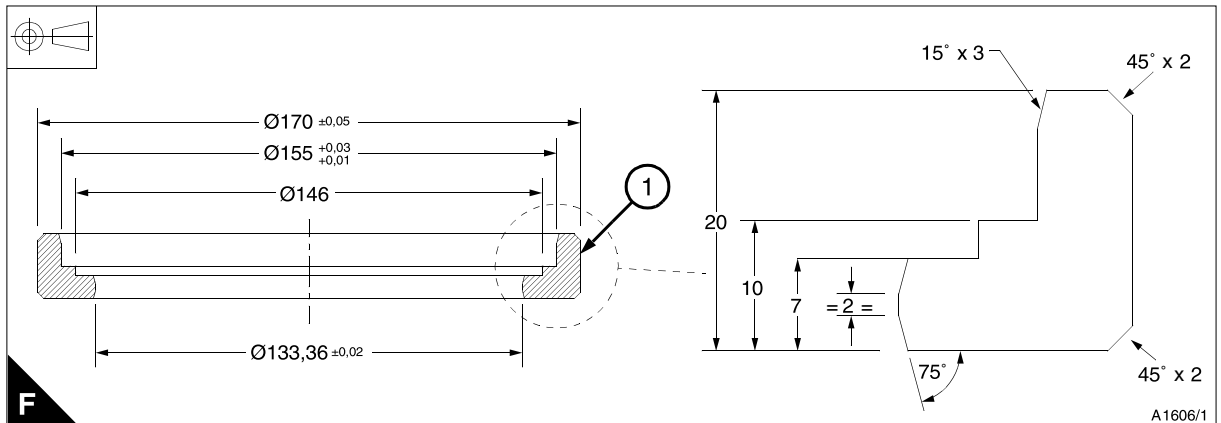 15° x 3
45° x 2
Ø170 ±0,05
Ø155 +0,03 +0,01
Ø146
1
20
10
7
= 2 =
Ø133,36 ±0,02
75°
45° x 2
F
A1606/1